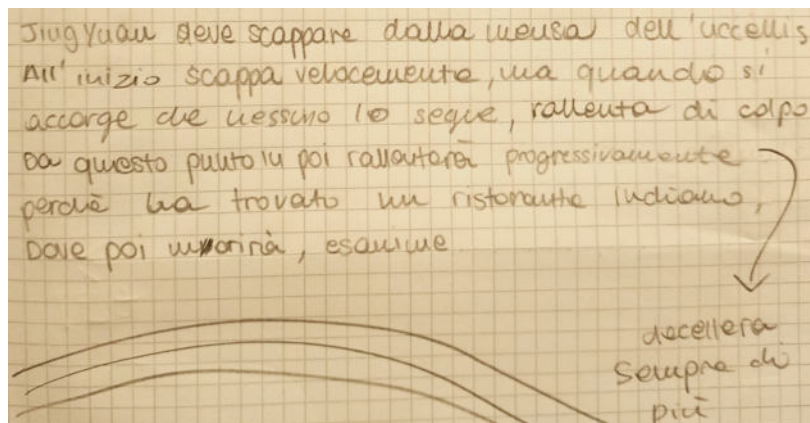 JingYuan deve scappare dalla mensa dell'uccellis
All'inizio scappa velocemente, ma quando si
accorge che nessuno lo segue, rallenta di colpo
Da questo punto in poi rallenterà progressivamente
perchè ha trovato un ristorante indiano,
Dove poi morirà, esamime
decellera
sempre di
più